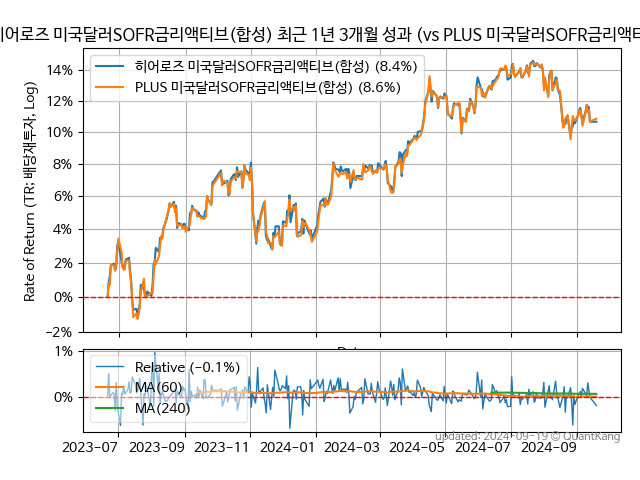 히어로즈 미국달러SOFR금리액티브(합성) 최근 1년 3개월 성과 (vs PLUS 미국달러SOFR금리액티
Rate of Return (TR: 배당재투자, Log)
14%
12%
10%
8%
6%
4%
2%
0%
−2%
히어로즈 미국달러SOFR금리액티브(합성) (8.4%)
PLUS 미국달러SOFR금리액티브(합성) (8.6%)
1%
0%
Relative (−0.1%)
MA(60)
MA(240)
2023-07 2023-09 2023-11 2024-01 2024-03 2024-05 2024-07 2024-09
updated: 2024-09-19 © QuantKang